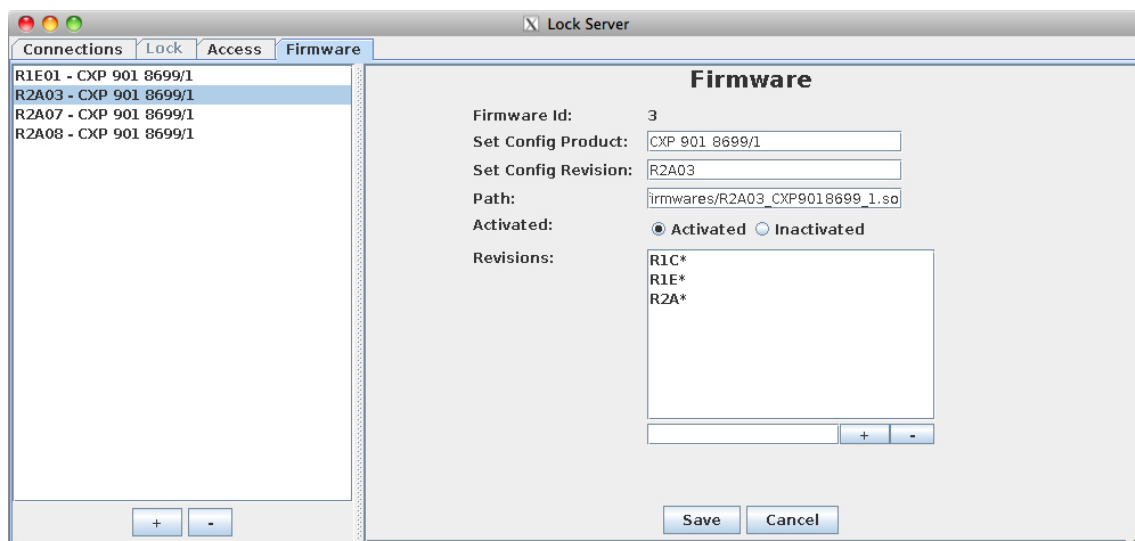 Lock Server
Connections Lock Access Firmware
R1E01 - CXP 901 8699/1
R2A03 - CXP 901 8699/1
R2A07 - CXP 901 8699/1
R2A08 - CXP 901 8699/1
+ -
Firmware
Firmware Id: 3
Set Config Product: CXP 901 8699/1
Set Config Revision: R2A03
Path: irmwares/R2A03_CXP9018699_1.so
Activated: Activated Inactivated
Revisions:
R1C*
R1E*
R2A*
+ -
Save Cancel